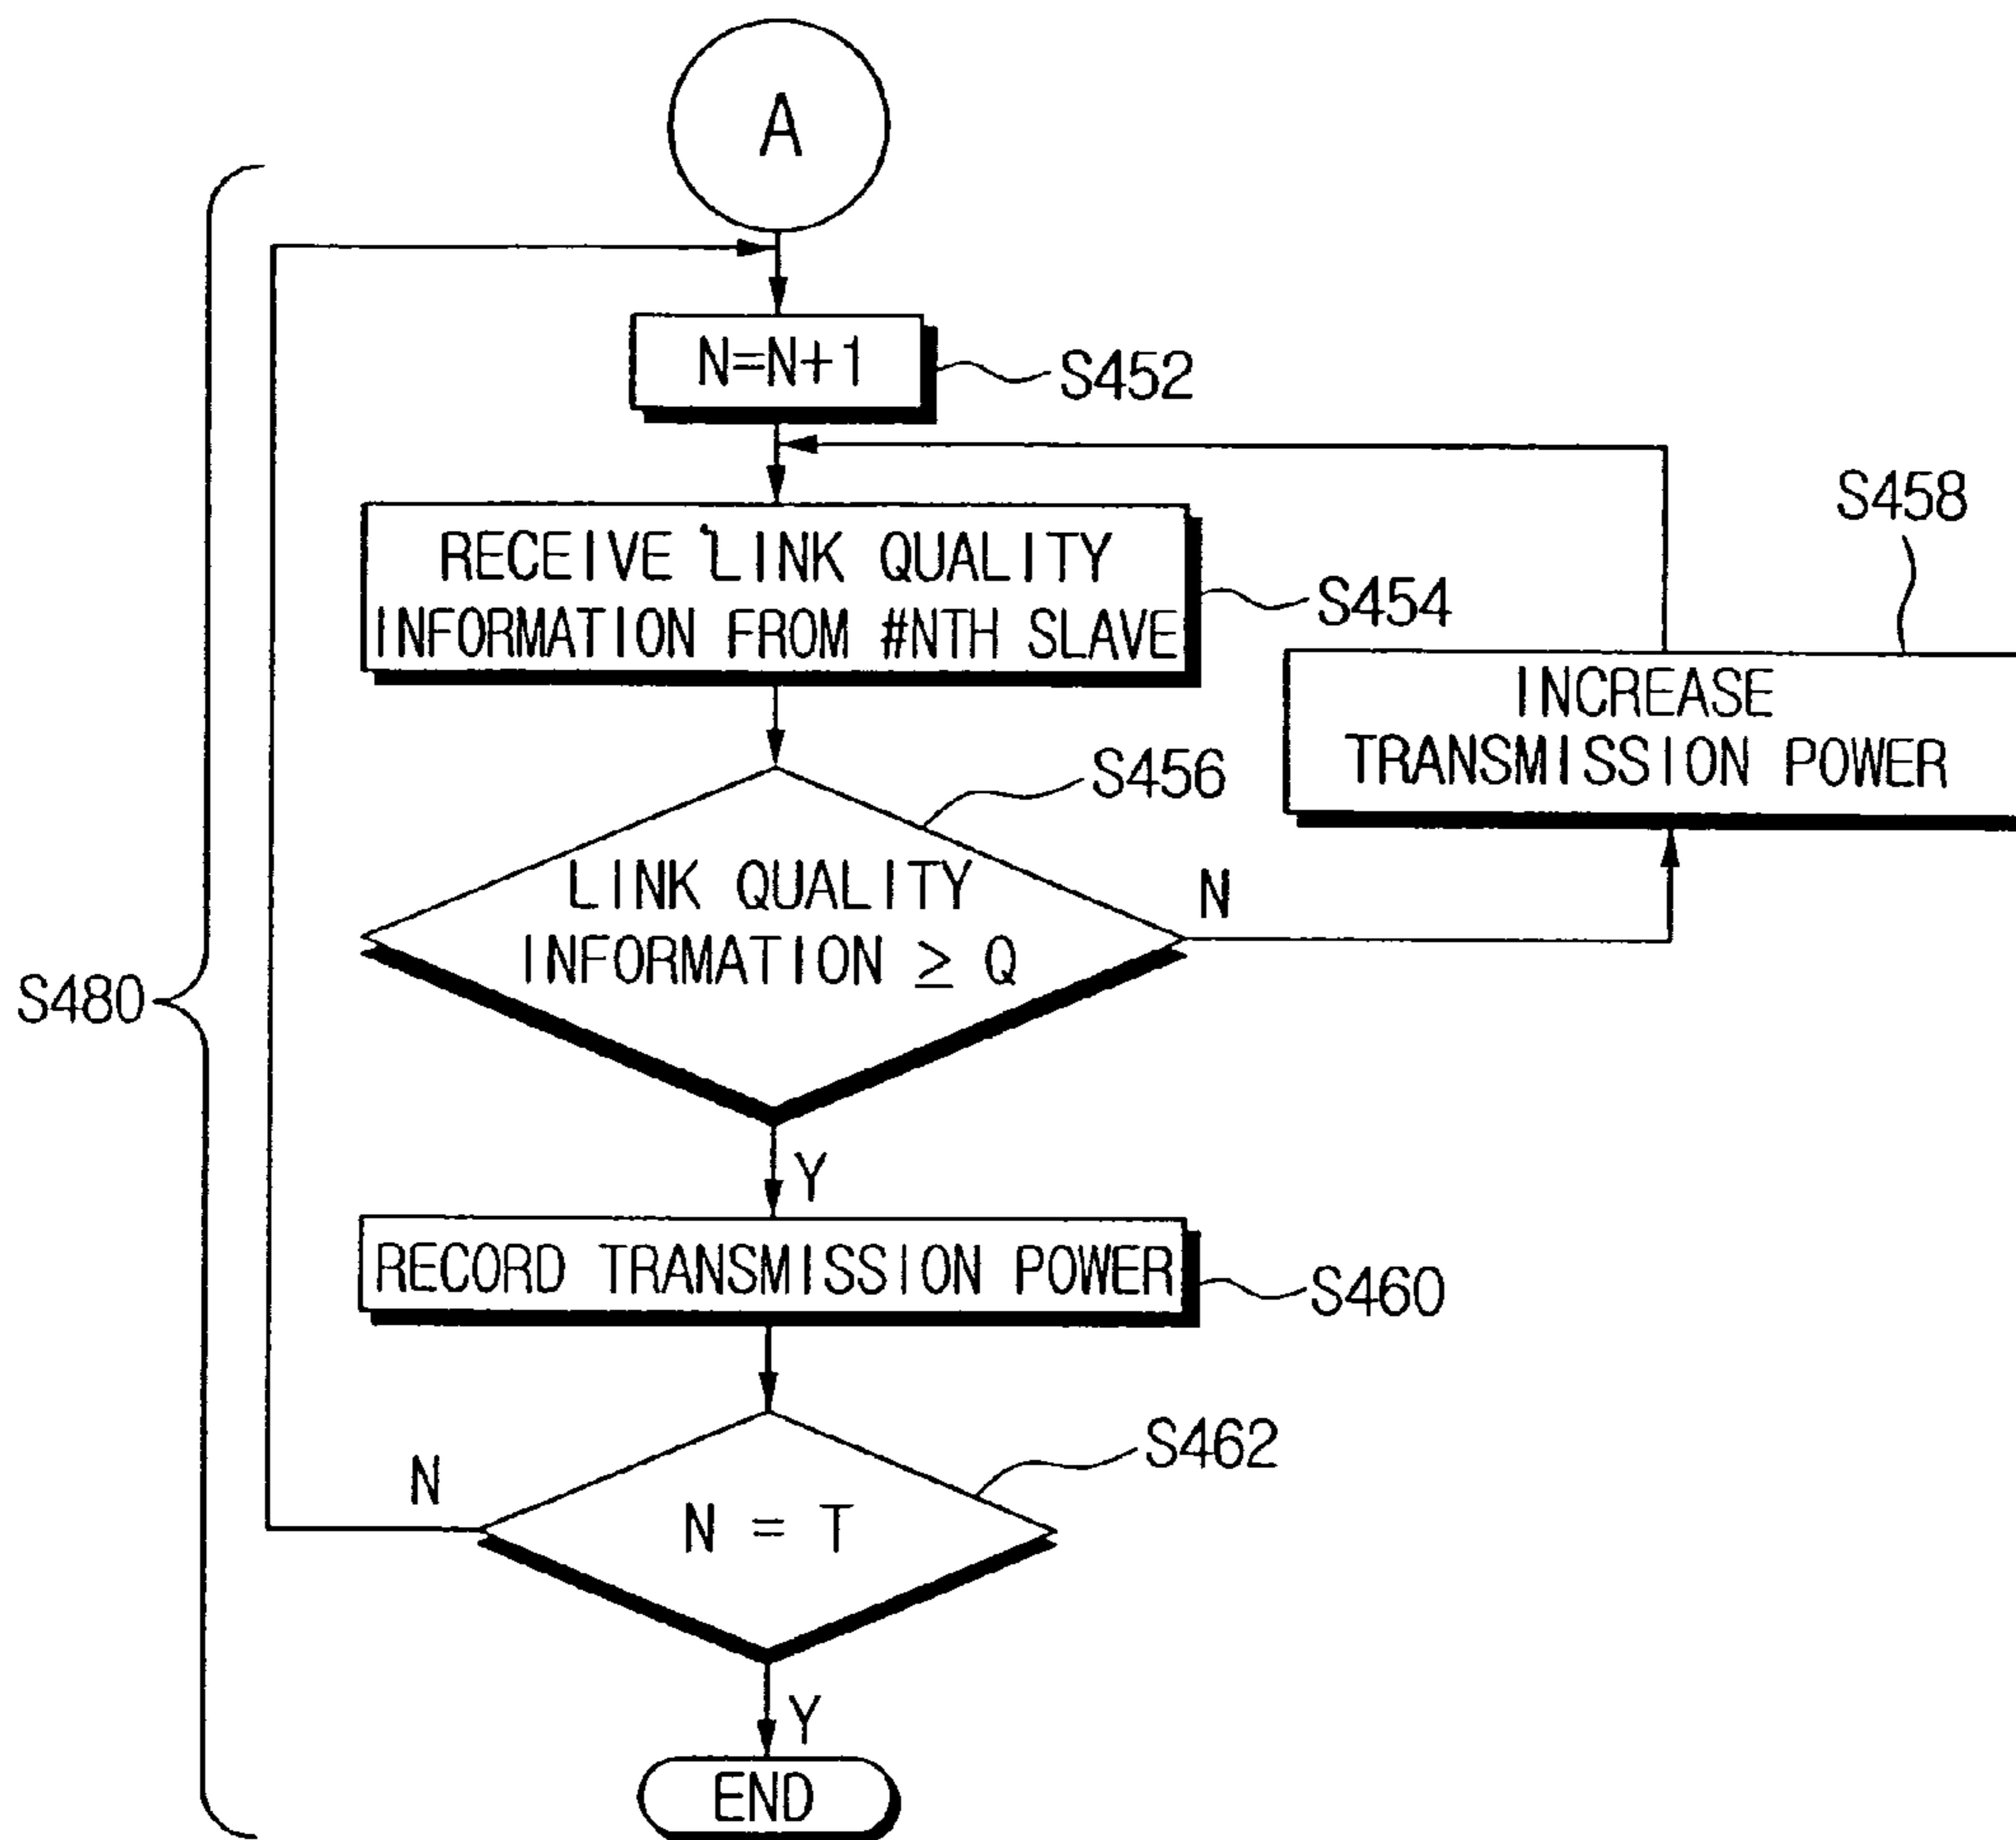 A
N=N+1
S452
RECEIVE LINK QUALITY
INFORMATION FROM #NTH SLAVE
S454
S458
INCREASE
TRANSMISSION POWER
S456
LINK QUALITY
INFORMATION ≥ Q
N
S480
Y
RECORD TRANSMISSION POWER
S460
S462
N
N = T
Y
END